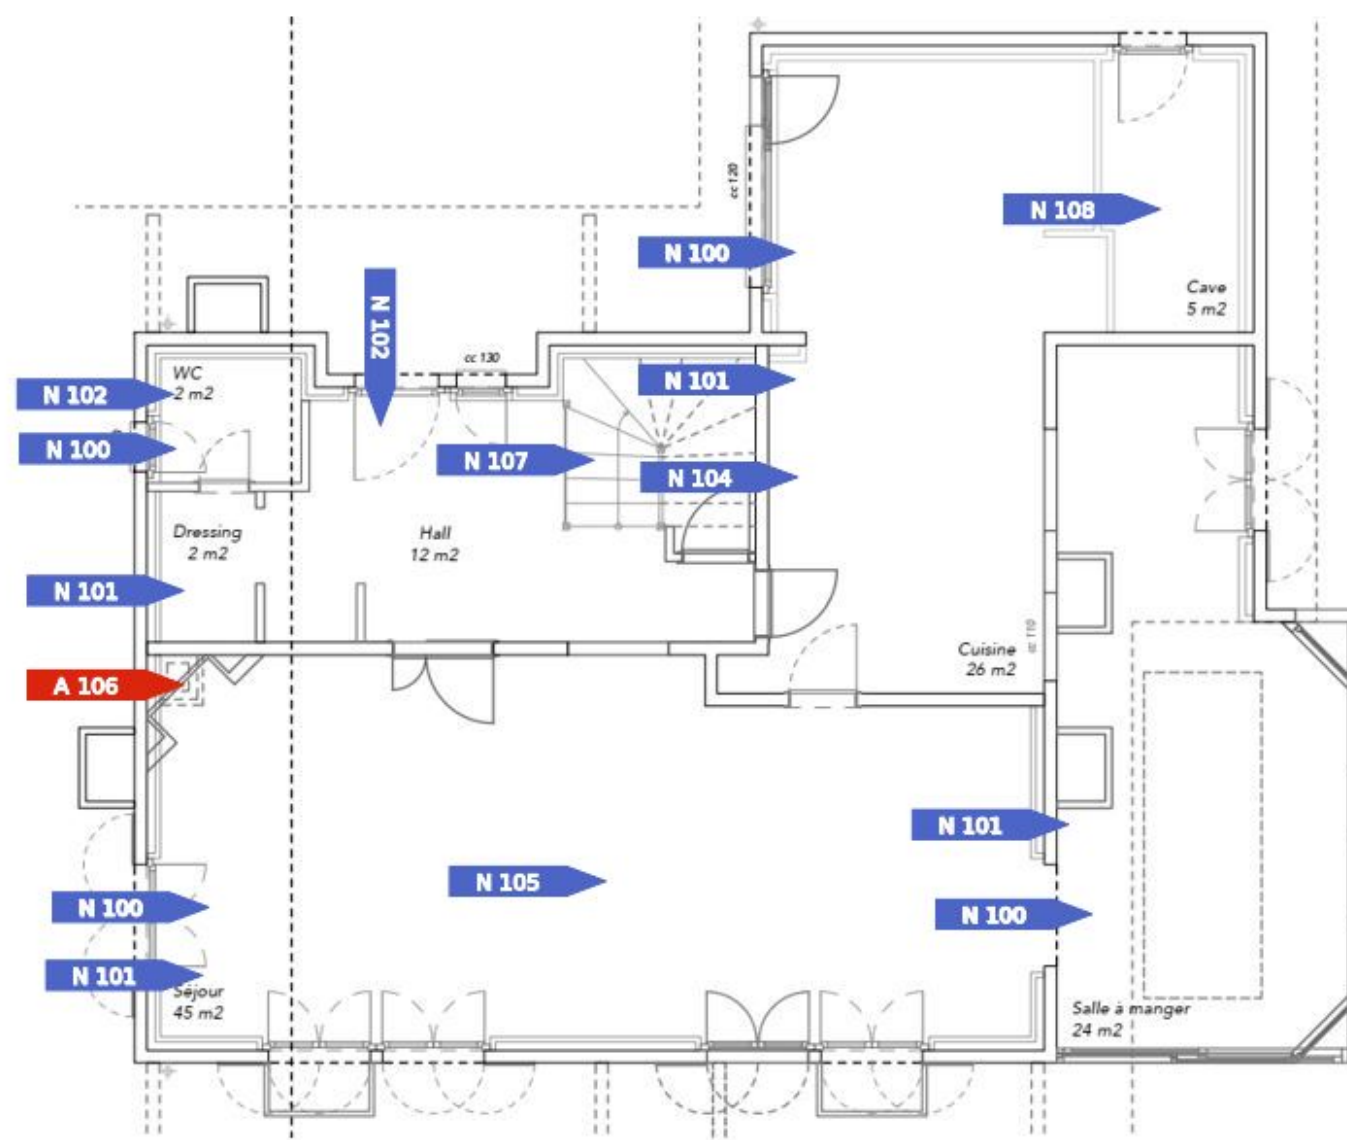 cc 120
N 108
N 100
Cave
5 m2
N 102
cc 130
WC
2 m2
N 101
N 102
N 100
N 107
N 104
Dressing
2 m2
Hall
12 m2
N 101
Cuisine
26 m2
cc 110
A 106
N 101
N 105
N 100
N 100
N 101
Séjour
45 m2
Salle à manger
24 m2